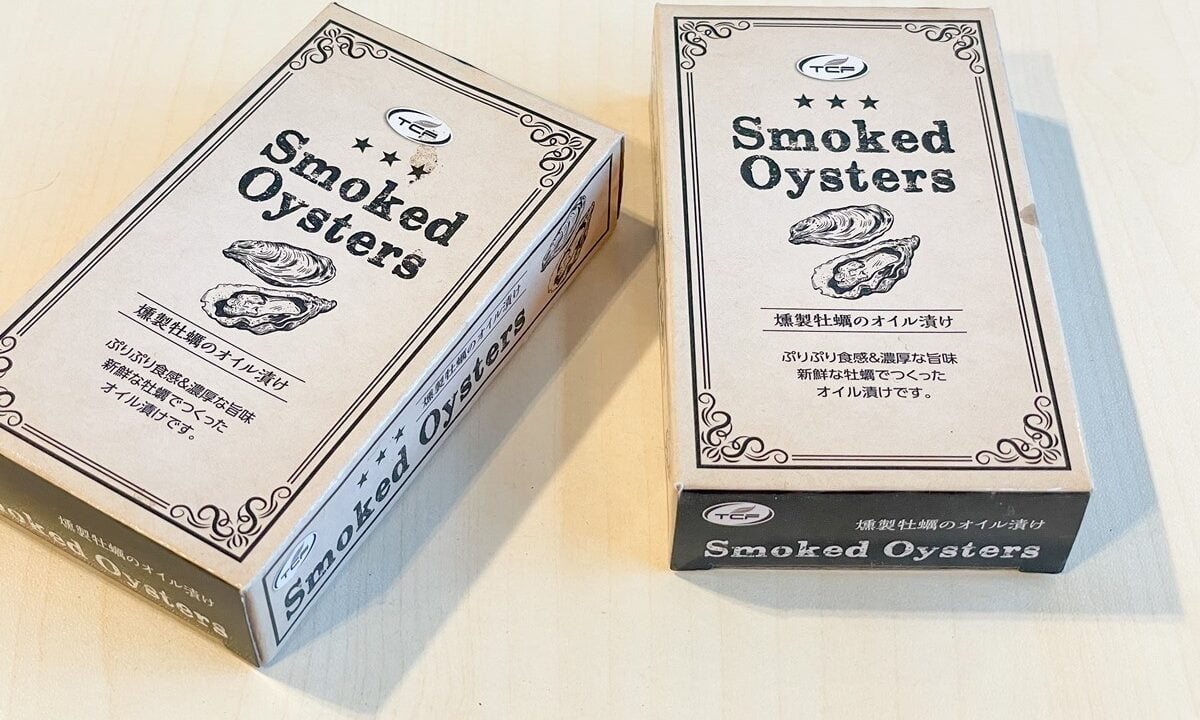 TCF
Smoked
Oysters
燻製牡蠣のオイル漬け
ぷりぷり食感&濃厚な旨味
新鮮な牡蠣でつくった
オイル漬けです。
燻製牡蠣のオイル漬け
Smoked Oysters
TCF
Smoked Oysters
燻製牡蠣のオイル漬け
TCF
Smoked
Oysters
燻製牡蠣のオイル漬け
ぷりぷり食感&濃厚な旨味
新鮮な牡蠣でつくった
オイル漬けです。
TCF
燻製牡蠣のオイル漬け
Smoked Oysters